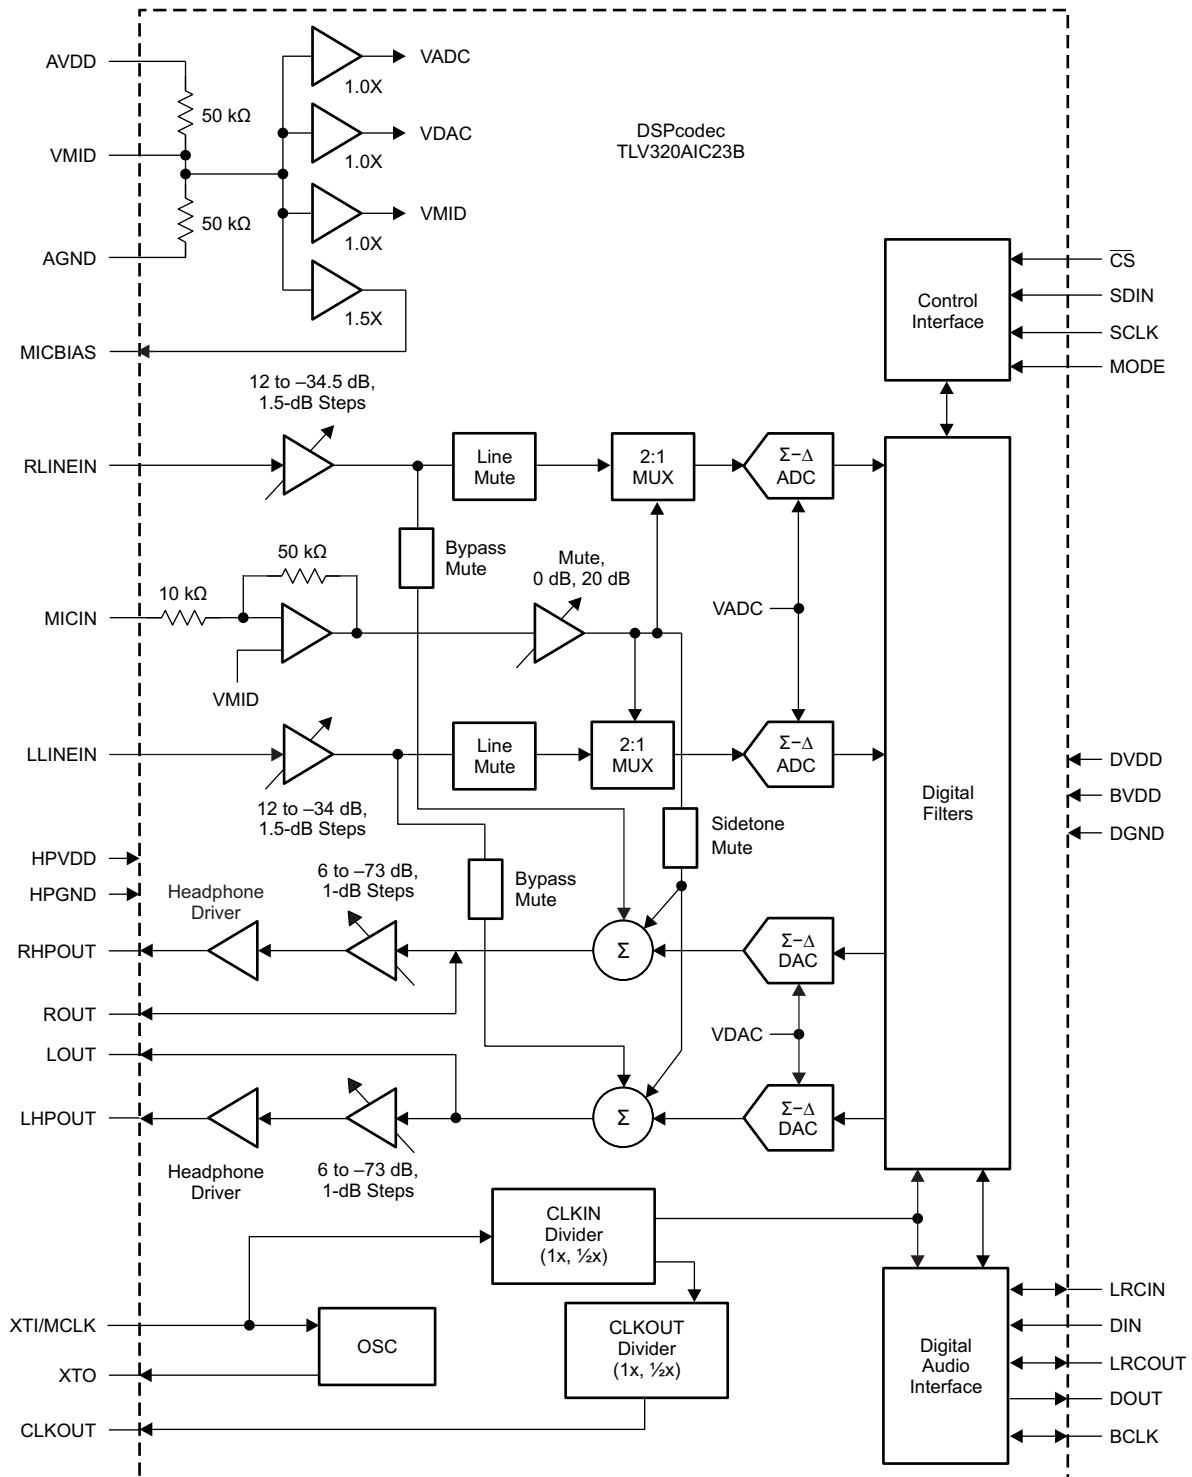 AVDD
50 kΩ
VMID
50 kΩ
AGND
1.0X
VADC
1.0X
VDAC
1.0X
VMID
1.5X
MICBIAS
DSPcodec
TLV320AIC23B
Control
Interface
CS
SDIN
SCLK
MODE
12 to –34.5 dB,
1.5-dB Steps
RLINEIN
Line
Mute
2:1
MUX
Σ–Δ
ADC
Bypass
Mute
50 kΩ
10 kΩ
MICIN
VMID
Mute,
0 dB, 20 dB
VADC
LLINEIN
Line
Mute
2:1
MUX
Σ–Δ
ADC
12 to –34 dB,
1.5-dB Steps
Digital
Filters
DVDD
BVDD
DGND
Sidetone
Mute
Bypass
Mute
HPVDD
HPGND
Headphone
Driver
6 to –73 dB,
1-dB Steps
RHPOUT
Σ
Σ–Δ
DAC
ROUT
LOUT
VDAC
LHPOUT
Σ
Σ–Δ
DAC
Headphone
Driver
6 to –73 dB,
1-dB Steps
CLKIN
Divider
(1x, ½x)
XTI/MCLK
OSC
XTO
CLKOUT
Divider
(1x, ½x)
CLKOUT
Digital
Audio
Interface
LRCIN
DIN
LRCOUT
DOUT
BCLK